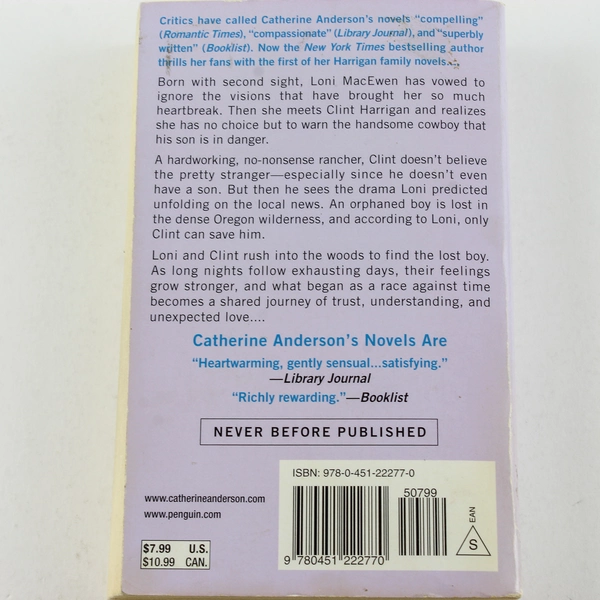 Critics have called Catherine Anderson's novels “compelling”
(Romantic Times), “compassionate” (Library Journal), and “superbly
written” (Booklist). Now the New York Times bestselling author
thrills her fans with the first of her Harrigan family novels....
Born with second sight, Loni MacEwen has vowed to
ignore the visions that have brought her so much
heartbreak. Then she meets Clint Harrigan and realizes
she has no choice but to warn the handsome cowboy that
his son is in danger.
A hardworking, no-nonsense rancher, Clint doesn't believe
the pretty stranger—especially since he doesn't even
have a son. But then he sees the drama Loni predicted
unfolding on the local news. An orphaned boy is lost in
the dense Oregon wilderness, and according to Loni, only
Clint can save him.
Loni and Clint rush into the woods to find the lost boy.
As long nights follow exhausting days, their feelings
grow stronger, and what began as a race against time
becomes a shared journey of trust, understanding, and
unexpected love....
Catherine Anderson's Novels Are
“Heartwarming, gently sensual...satisfying.”
—Library Journal
“Richly rewarding.”—Booklist
NEVER BEFORE PUBLISHED
ISBN: 978-0-451-22277-0
50799
9 780451 222770
EAN
S
www.catherineanderson.com
www.penguin.com
$7.99 U.S.
$10.99 CAN.